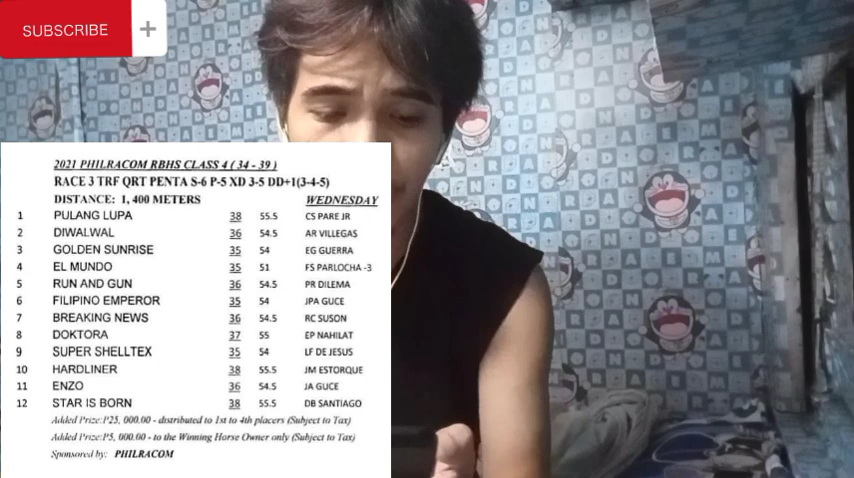 SUBSCRIBE +
2021 PHILRACOM RBHS CLASS 4 ( 34 - 39 )
RACE 3 TRF QRT PENTA S-6 P-5 XD 3-5 DD+1(3-4-5)
DISTANCE: 1, 400 METERS WEDNESDAY
1 PULANG LUPA 38 55.5 CS PARE JR
2 DIWALWAL 36 54.5 AR VILLEGAS
3 GOLDEN SUNRISE 35 54 EG GUERRA
4 EL MUNDO 35 51 FS PARLOCHA -3
5 RUN AND GUN 36 54.5 PR DILEMA
6 FILIPINO EMPEROR 35 54 JPA GUCE
7 BREAKING NEWS 36 54.5 RC SUSON
8 DOKTORA 37 55 EP NAHILAT
9 SUPER SHELLTEX 35 54 LF DE JESUS
10 HARDLINER 38 55.5 JM ESTORQUE
11 ENZO 36 54.5 JA GUCE
12 STAR IS BORN 38 55.5 DB SANTIAGO
Added Prize:P25, 000.00 - distributed to 1st to 4th placers (Subject to Tax)
Added Prize:P5, 000.00 - to the Winning Horse Owner only (Subject to Tax)
Sponsored by: PHILRACOM